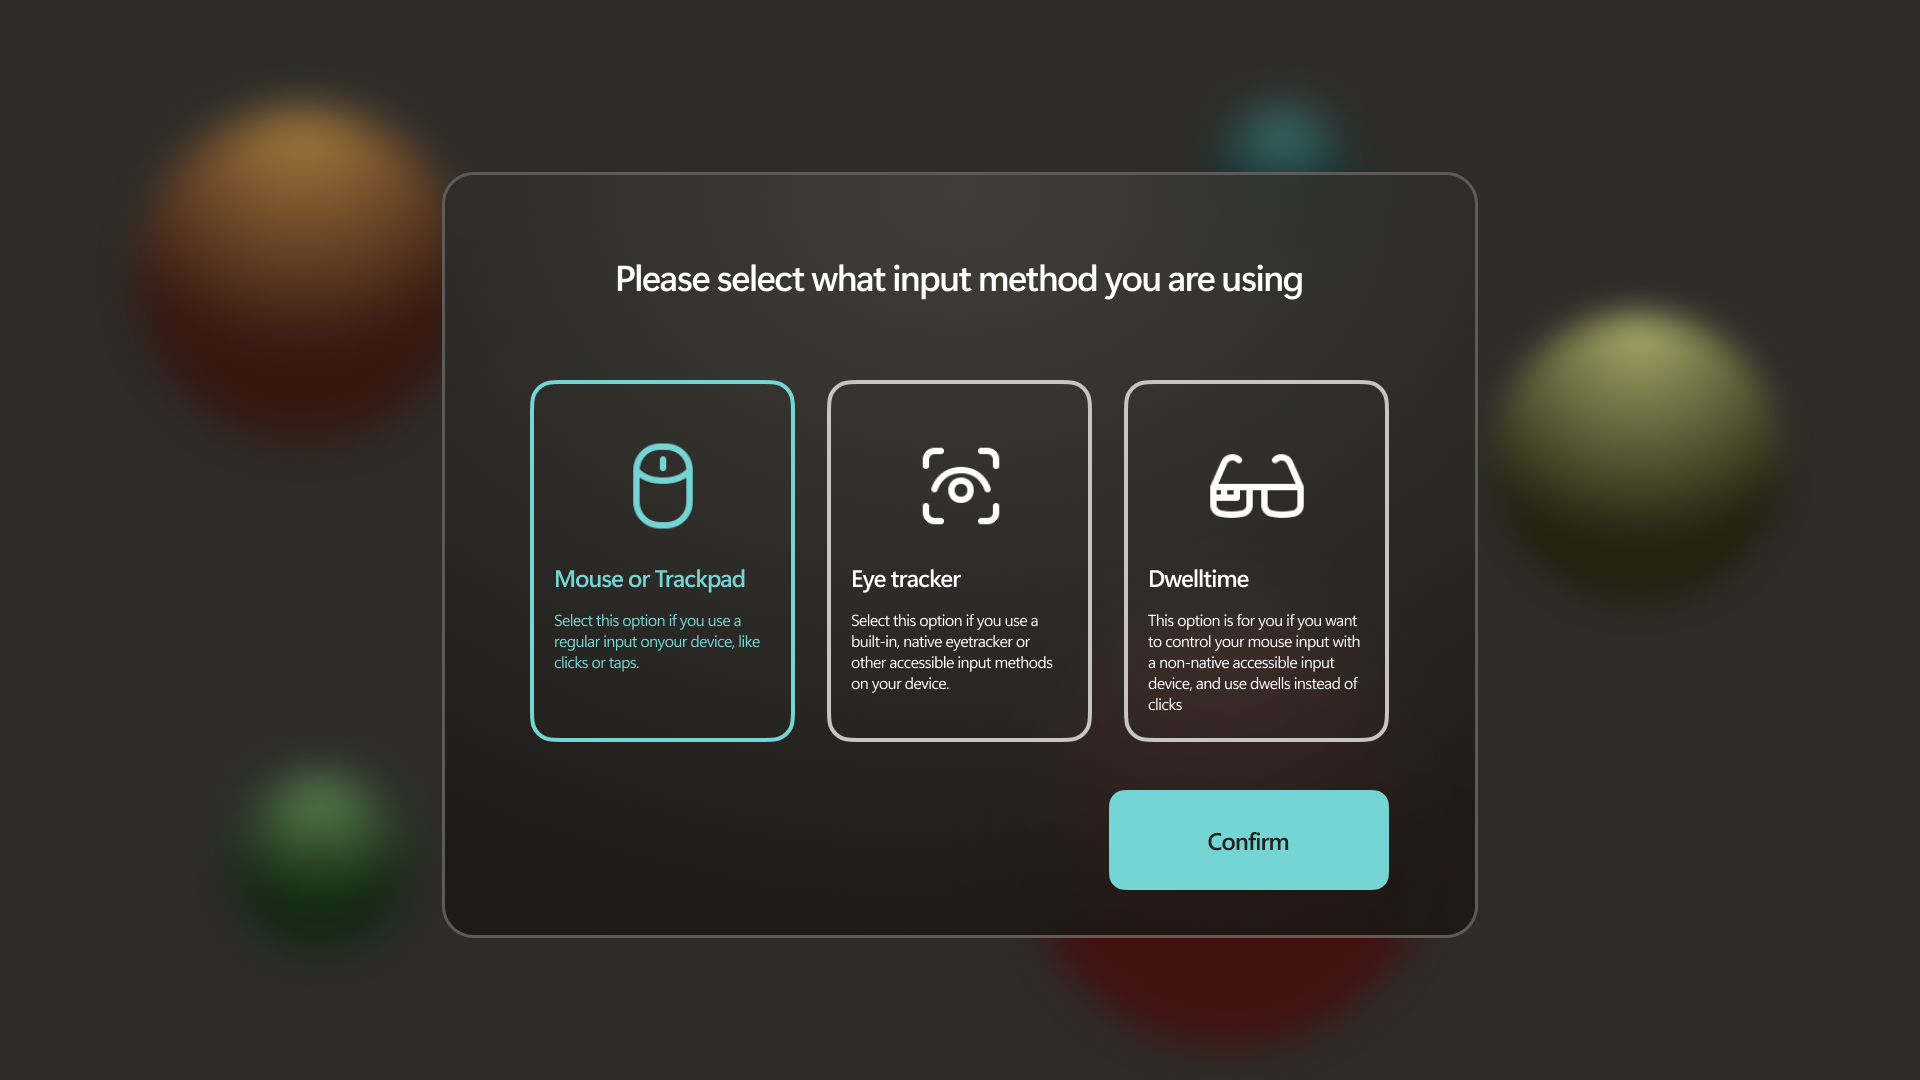 Please select what input method you are using
Mouse or Trackpad
Select this option if you use a
regular input onyour device, like
clicks or taps.
Eye tracker
Select this option if you use a
built-in, native eyetracker or
other accessible input methods
on your device.
Dwelltime
This option is for you if you want
to control your mouse input with
a non-native accessible input
device, and use dwells instead of
clicks
Confirm